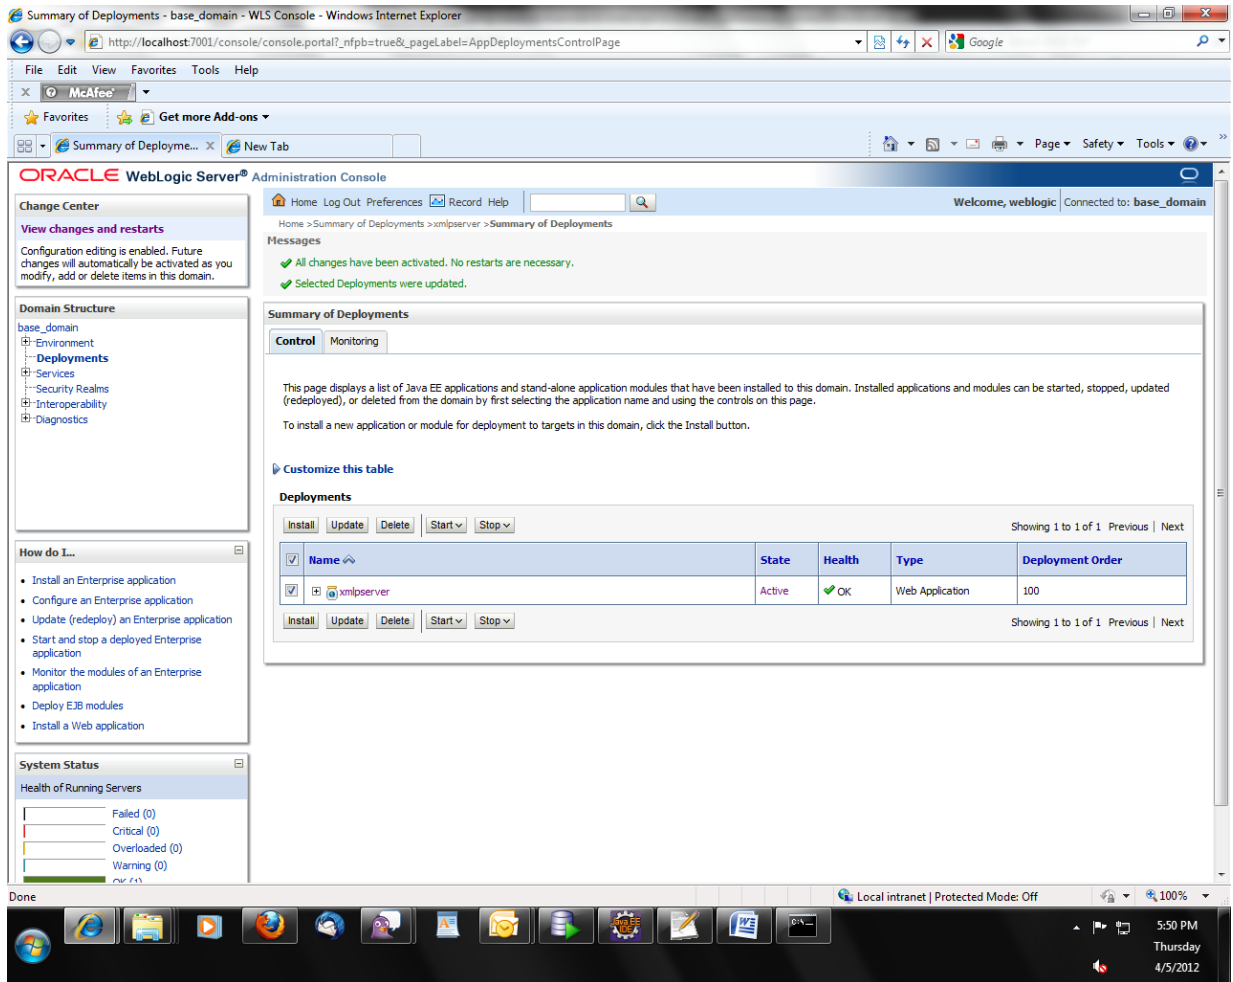 Summary of Deployments - base_domain - WLS Console - Windows Internet Explorer
http://localhost:7001/console/console.portal?_nfpb=true&_pageLabel=AppDeploymentsControlPage
Google
File Edit View Favorites Tools Help
x McAfee
Favorites Get more Add-ons
Summary of Deployme... X New Tab
Page Safety Tools
ORACLE WebLogic Server® Administration Console
Change Center
View changes and restarts
Configuration editing is enabled. Future
changes will automatically be activated as you
modify, add or delete items in this domain.
Domain Structure
base_domain
Environment
Deployments
Services
Security Realms
Interoperability
Diagnostics
How do I...
Install an Enterprise application
Configure an Enterprise application
Update (redeploy) an Enterprise application
Start and stop a deployed Enterprise
application
Monitor the modules of an Enterprise
application
Deploy EJB modules
Install a Web application
System Status
Health of Running Servers
Failed (0)
Critical (0)
Overloaded (0)
Warning (0)
OK (1)
Home Log Out Preferences Record Help
Welcome, weblogic Connected to: base_domain
Home >Summary of Deployments >xmlpserver >Summary of Deployments
Messages
All changes have been activated. No restarts are necessary.
Selected Deployments were updated.
Summary of Deployments
Control Monitoring
This page displays a list of Java EE applications and stand-alone application modules that have been installed to this domain. Installed applications and modules can be started, stopped, updated
(redeployed), or deleted from the domain by first selecting the application name and using the controls on this page.
To install a new application or module for deployment to targets in this domain, click the Install button.
Customize this table
Deployments
Install Update Delete Start Stop
Showing 1 to 1 of 1 Previous | Next
Name State Health Type Deployment Order
xmlpserver Active OK Web Application 100
Install Update Delete Start Stop
Showing 1 to 1 of 1 Previous | Next
Done
Local intranet | Protected Mode: Off
100%
Java EE
IDE
C:\_
5:50 PM
Thursday
4/5/2012